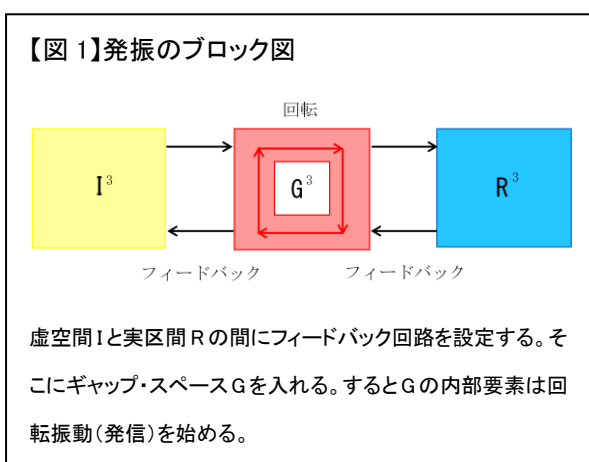 【図1】発振のブロック図
回転
I³ G³ R³
フィードバック フィードバック
虚空間Iと実区間Rの間にフィードバック回路を設定する。そ
こにギャップ・スペースGを入れる。するとGの内部要素は回
転振動(発信)を始める。